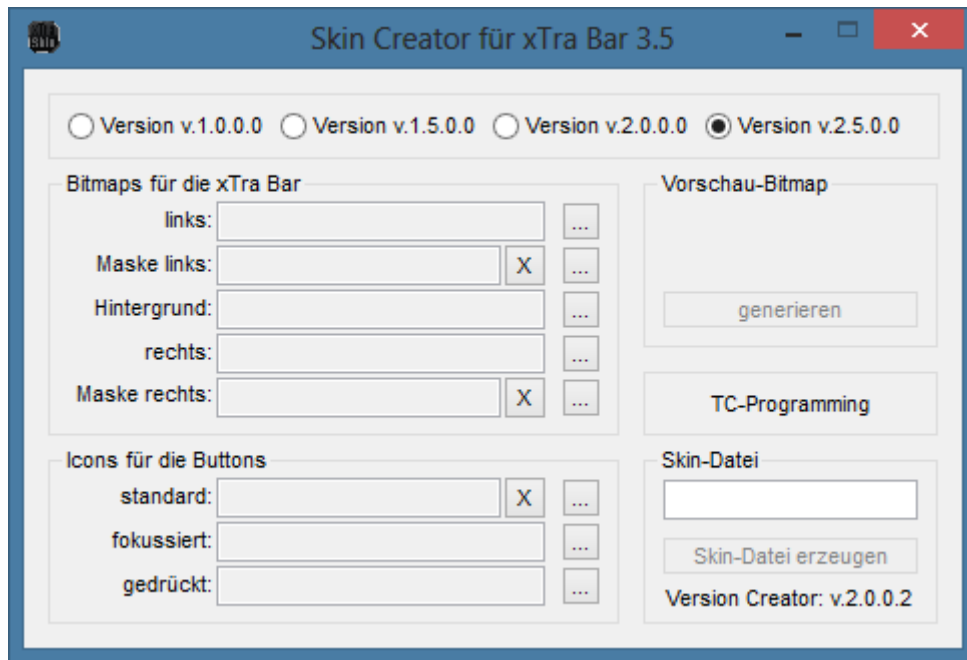 Skin Creator für xTra Bar 3.5
Version v.1.0.0.0 Version v.1.5.0.0 Version v.2.0.0.0 Version v.2.5.0.0
Bitmaps für die xTra Bar
links: ...
Maske links: X ...
Hintergrund: ...
rechts: ...
Maske rechts: X ...
Vorschau-Bitmap
generieren
TC-Programming
Icons für die Buttons
standard: X ...
fokussiert: ...
gedrückt: ...
Skin-Datei
Skin-Datei erzeugen
Version Creator: v.2.0.0.2